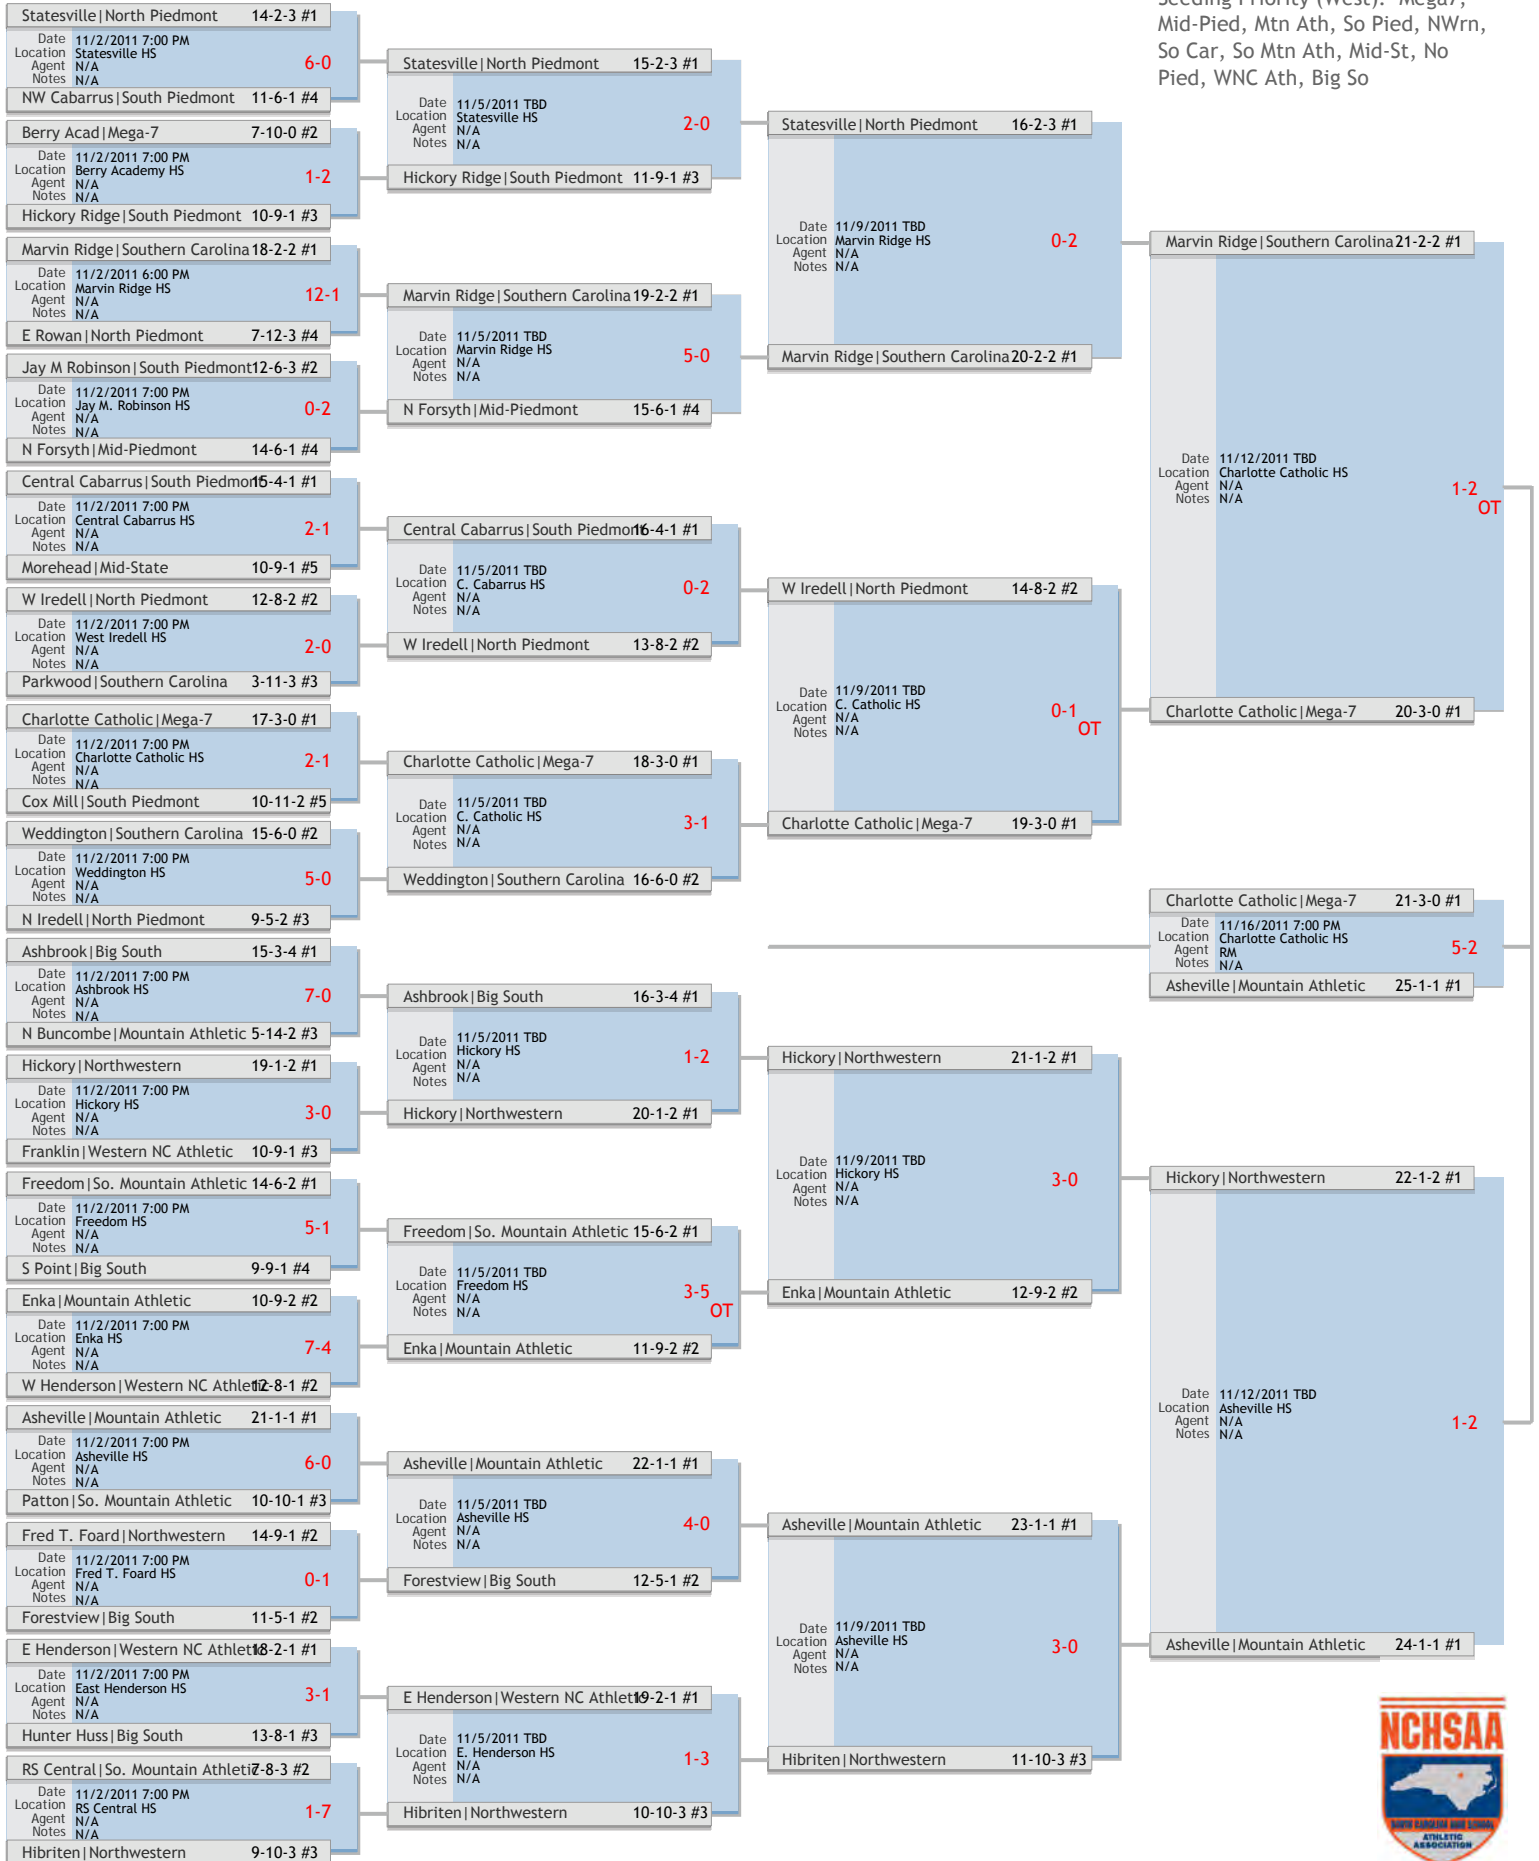 Seeding Priority (West): Mega7,
Mid-Pied, Mtn Ath, So Pied, NWrn,
So Car, So Mtn Ath, Mid-St, No
Pied, WNC Ath, Big So
Statesville|North Piedmont 14-2-3 #1
Date 11/2/2011 7:00 PM
Location Statesville HS
Agent N/A
Notes N/A
6-0
NW Cabarrus|South Piedmont 11-6-1 #4
Berry Acad|Mega-7 7-10-0 #2
Date 11/2/2011 7:00 PM
Location Berry Academy HS
Agent N/A
Notes N/A
1-2
Hickory Ridge|South Piedmont 10-9-1 #3
Marvin Ridge|Southern Carolina 18-2-2 #1
Date 11/2/2011 6:00 PM
Location Marvin Ridge HS
Agent N/A
Notes N/A
12-1
E Rowan|North Piedmont 7-12-3 #4
Jay M Robinson|South Piedmont 12-6-3 #2
Date 11/2/2011 7:00 PM
Location Jay M. Robinson HS
Agent N/A
Notes N/A
0-2
N Forsyth|Mid-Piedmont 14-6-1 #4
Central Cabarrus|South Piedmont 15-4-1 #1
Date 11/2/2011 7:00 PM
Location Central Cabarrus HS
Agent N/A
Notes N/A
2-1
Morehead|Mid-State 10-9-1 #5
W Iredell|North Piedmont 12-8-2 #2
Date 11/2/2011 7:00 PM
Location West Iredell HS
Agent N/A
Notes N/A
2-0
Parkwood|Southern Carolina 3-11-3 #3
Charlotte Catholic|Mega-7 17-3-0 #1
Date 11/2/2011 7:00 PM
Location Charlotte Catholic HS
Agent N/A
Notes N/A
2-1
Cox Mill|South Piedmont 10-11-2 #5
Weddington|Southern Carolina 15-6-0 #2
Date 11/2/2011 7:00 PM
Location Weddington HS
Agent N/A
Notes N/A
5-0
N Iredell|North Piedmont 9-5-2 #3
Ashbrook|Big South 15-3-4 #1
Date 11/2/2011 7:00 PM
Location Ashbrook HS
Agent N/A
Notes N/A
7-0
N Buncombe|Mountain Athletic 5-14-2 #3
Hickory|Northwestern 19-1-2 #1
Date 11/2/2011 7:00 PM
Location Hickory HS
Agent N/A
Notes N/A
3-0
Franklin|Western NC Athletic 10-9-1 #3
Freedom|So. Mountain Athletic 14-6-2 #1
Date 11/2/2011 7:00 PM
Location Freedom HS
Agent N/A
Notes N/A
5-1
S Point|Big South 9-9-1 #4
Enka|Mountain Athletic 10-9-2 #2
Date 11/2/2011 7:00 PM
Location Enka HS
Agent N/A
Notes N/A
7-4
W Henderson|Western NC Athletic 12-8-1 #2
Asheville|Mountain Athletic 21-1-1 #1
Date 11/2/2011 7:00 PM
Location Asheville HS
Agent N/A
Notes N/A
6-0
Patton|So. Mountain Athletic 10-10-1 #3
Fred T. Foard|Northwestern 14-9-1 #2
Date 11/2/2011 7:00 PM
Location Fred T. Foard HS
Agent N/A
Notes N/A
0-1
Forestview|Big South 11-5-1 #2
E Henderson|Western NC Athletic 18-2-1 #1
Date 11/2/2011 7:00 PM
Location East Henderson HS
Agent N/A
Notes N/A
3-1
Hunter Huss|Big South 13-8-1 #3
RS Central|So. Mountain Athletic 7-8-3 #2
Date 11/2/2011 7:00 PM
Location RS Central HS
Agent N/A
Notes N/A
1-7
Hibriten|Northwestern 9-10-3 #3
Statesville|North Piedmont 15-2-3 #1
Date 11/5/2011 TBD
Location Statesville HS
Agent N/A
Notes N/A
2-0
Hickory Ridge|South Piedmont 11-9-1 #3
Marvin Ridge|Southern Carolina 19-2-2 #1
Date 11/5/2011 TBD
Location Marvin Ridge HS
Agent N/A
Notes N/A
5-0
N Forsyth|Mid-Piedmont 15-6-1 #4
Central Cabarrus|South Piedmont 16-4-1 #1
Date 11/5/2011 TBD
Location C. Cabarrus HS
Agent N/A
Notes N/A
0-2
W Iredell|North Piedmont 13-8-2 #2
Charlotte Catholic|Mega-7 18-3-0 #1
Date 11/5/2011 TBD
Location C. Catholic HS
Agent N/A
Notes N/A
3-1
Weddington|Southern Carolina 16-6-0 #2
Ashbrook|Big South 16-3-4 #1
Date 11/5/2011 TBD
Location Hickory HS
Agent N/A
Notes N/A
1-2
Hickory|Northwestern 20-1-2 #1
Freedom|So. Mountain Athletic 15-6-2 #1
Date 11/5/2011 TBD
Location Freedom HS
Agent N/A
Notes N/A
3-5
OT
Enka|Mountain Athletic 11-9-2 #2
Asheville|Mountain Athletic 22-1-1 #1
Date 11/5/2011 TBD
Location Asheville HS
Agent N/A
Notes N/A
4-0
Forestview|Big South 12-5-1 #2
E Henderson|Western NC Athletic 19-2-1 #1
Date 11/5/2011 TBD
Location E. Henderson HS
Agent N/A
Notes N/A
1-3
Hibriten|Northwestern 10-10-3 #3
Statesville|North Piedmont 16-2-3 #1
Date 11/9/2011 TBD
Location Marvin Ridge HS
Agent N/A
Notes N/A
0-2
Marvin Ridge|Southern Carolina 20-2-2 #1
W Iredell|North Piedmont 14-8-2 #2
Date 11/9/2011 TBD
Location C. Catholic HS
Agent N/A
Notes N/A
0-1
OT
Charlotte Catholic|Mega-7 19-3-0 #1
Hickory|Northwestern 21-1-2 #1
Date 11/9/2011 TBD
Location Hickory HS
Agent N/A
Notes N/A
3-0
Enka|Mountain Athletic 12-9-2 #2
Asheville|Mountain Athletic 23-1-1 #1
Date 11/9/2011 TBD
Location Asheville HS
Agent N/A
Notes N/A
3-0
Hibriten|Northwestern 11-10-3 #3
Marvin Ridge|Southern Carolina 21-2-2 #1
Date 11/12/2011 TBD
Location Charlotte Catholic HS
Agent N/A
Notes N/A
1-2
OT
Charlotte Catholic|Mega-7 20-3-0 #1
Charlotte Catholic|Mega-7 21-3-0 #1
Date 11/16/2011 7:00 PM
Location Charlotte Catholic HS
Agent RM
Notes N/A
5-2
Asheville|Mountain Athletic 25-1-1 #1
Hickory|Northwestern 22-1-2 #1
Date 11/12/2011 TBD
Location Asheville HS
Agent N/A
Notes N/A
1-2
Asheville|Mountain Athletic 24-1-1 #1
NCHSAA
NORTH CAROLINA HIGH SCHOOL
ATHLETIC
ASSOCIATION